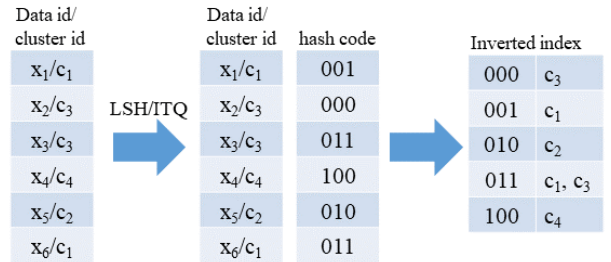 Data id/
cluster id
x₁/c₁
x₂/c₃
x₃/c₃
x₄/c₄
x₅/c₂
x₆/c₁
LSH/ITQ
Data id/
cluster id hash code
x₁/c₁ 001
x₂/c₃ 000
x₃/c₃ 011
x₄/c₄ 100
x₅/c₂ 010
x₆/c₁ 011
Inverted index
000 c₃
001 c₁
010 c₂
011 c₁, c₃
100 c₄